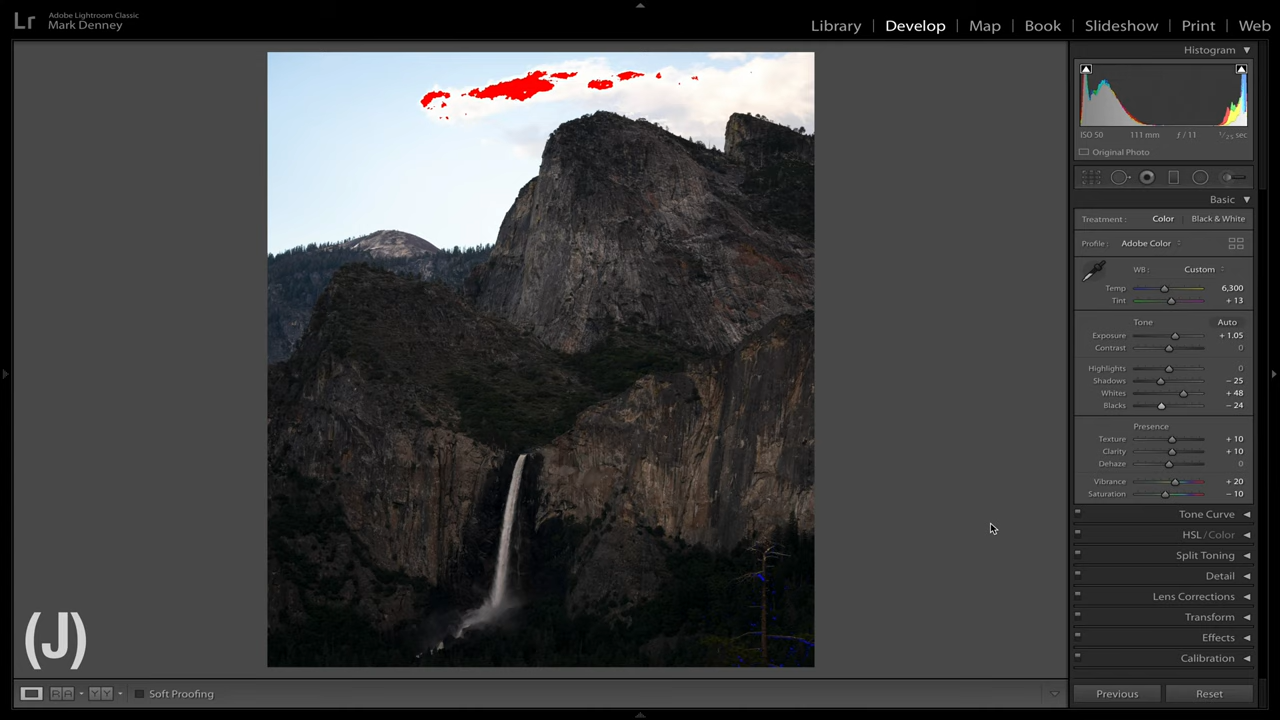 Lr
Adobe Lightroom Classic
Mark Denney
Library | Develop | Map | Book | Slideshow | Print | Web
Histogram
ISO 50 111 mm ƒ / 11 1/25 sec
Original Photo
Basic
Treatment : Color Black & White
Profile : Adobe Color
WB : Custom
Temp 6,300
Tint + 13
Tone Auto
Exposure + 1.05
Contrast 0
Highlights 0
Shadows − 25
Whites + 48
Blacks − 24
Presence
Texture + 10
Clarity + 10
Dehaze 0
Vibrance + 20
Saturation − 10
Tone Curve
HSL / Color
Split Toning
Detail
Lens Corrections
Transform
Effects
Calibration
(J)
R A Y Y Soft Proofing
Previous Reset